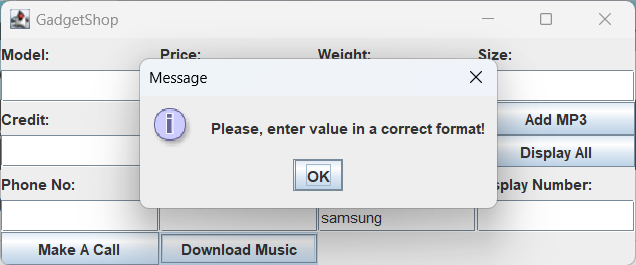 GadgetShop
Model: Price: Weight: Size:
Message
Please, enter value in a correct format!
OK
Credit:
Add MP3
Display All
Phone No:
splay Number:
samsung
Make A Call
Download Music